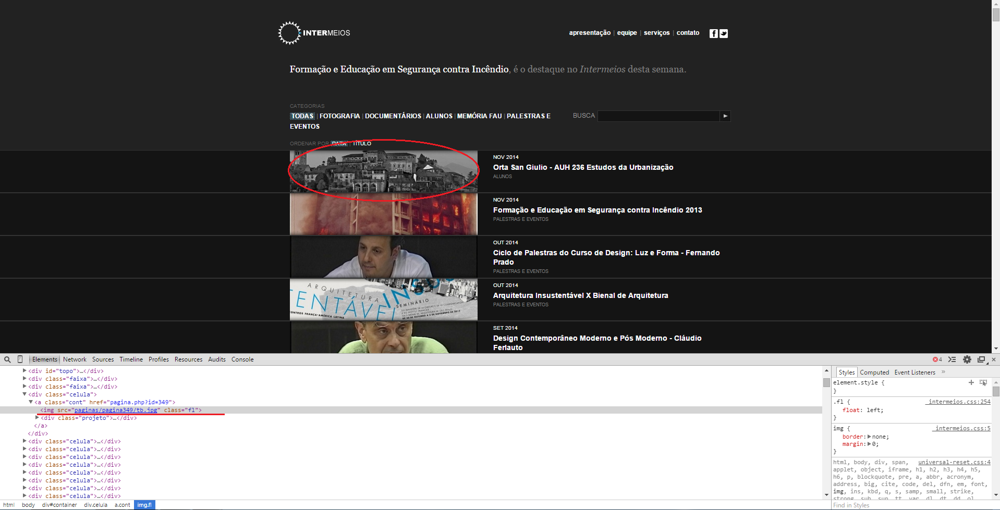 INTERMEIOS
apresentação | equipe | serviços | contato
Formação e Educação em Segurança contra Incêndio, é o destaque no Intermeios desta semana.
CATEGORIAS
TODAS | FOTOGRAFIA | DOCUMENTÁRIOS | ALUNOS | MEMÓRIA FAU | PALESTRAS E
EVENTOS
BUSCA
ORDENAR POR DATA | TÍTULO
NOV 2014
Orta San Giulio - AUH 236 Estudos da Urbanização
ALUNOS
NOV 2014
Formação e Educação em Segurança contra Incêndio 2013
PALESTRAS E EVENTOS
OUT 2014
Ciclo de Palestras do Curso de Design: Luz e Forma - Fernando
Prado
PALESTRAS E EVENTOS
ARQUITETURA
INSUS
TENTÁVEL
SEMINÁRIO
CONTROS FRANÇA-AMÉRICA LATINA
OUT 2014
Arquitetura Insustentável X Bienal de Arquitetura
PALESTRAS E EVENTOS
SET 2014
Design Contemporâneo Moderno e Pós Moderno - Cláudio
Ferlauto
Elements Network Sources Timeline Profiles Resources Audits Console
4
<div id="topo">…</div>
<div class="faixa">…</div>
<div class="faixa">…</div>
<div class="celula">
<a class="cont" href="pagina.php?id=349">
<img src="paginas/pagina349/tb.jpg" class="fl">
<div class="projeto">…</div>
</a>
</div>
<div class="celula">…</div>
<div class="celula">…</div>
<div class="celula">…</div>
<div class="celula">…</div>
<div class="celula">…</div>
<div class="celula">…</div>
<div class="celula">…</div>
<div class="celula">…</div>
html body div#container div.celula a.cont img.fl
Styles Computed Event Listeners »
element.style {
}
.fl { _intermeios.css:254
float: left;
}
img { _intermeios.css:5
border: none;
margin: 0;
}
html, body, div, span, universal-reset.css:4
applet, object, iframe, h1, h2, h3, h4, h5,
h6, p, blockquote, pre, a, abbr, acronym,
address, big, cite, code, del, dfn, em, font,
img, ins, kbd, q, s, samp, small, strike,
strong, sub, sup, tt, var, dl, dt, dd, ol,
Find in Styles